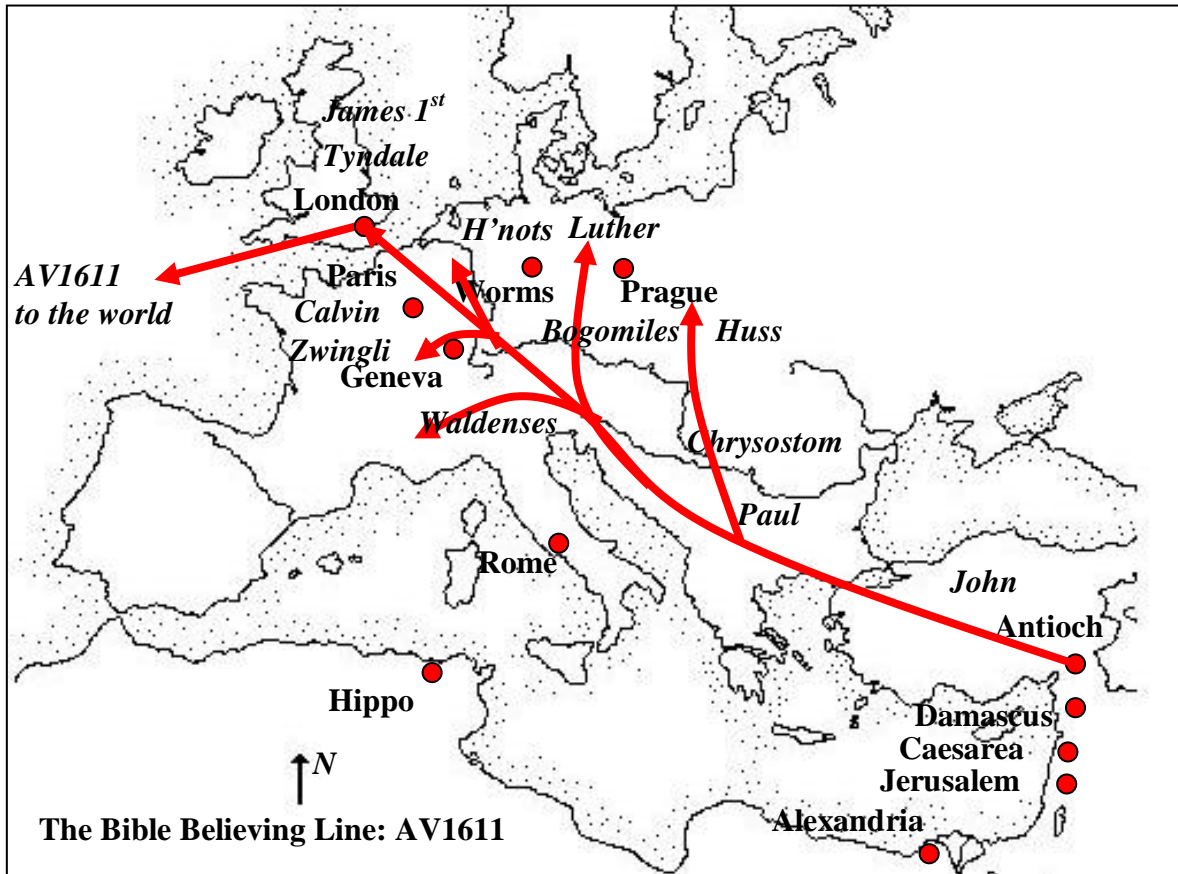 James 1st
Tyndale
London
H'nots Luther
AV1611
to the world
Paris
Worms
Prague
Calvin
Bogomiles
Huss
Zwingli
Geneva
Waldenses
Chrysostom
Paul
Rome
John
Antioch
Hippo
Damascus
Caesarea
Jerusalem
N
Alexandria
The Bible Believing Line: AV1611